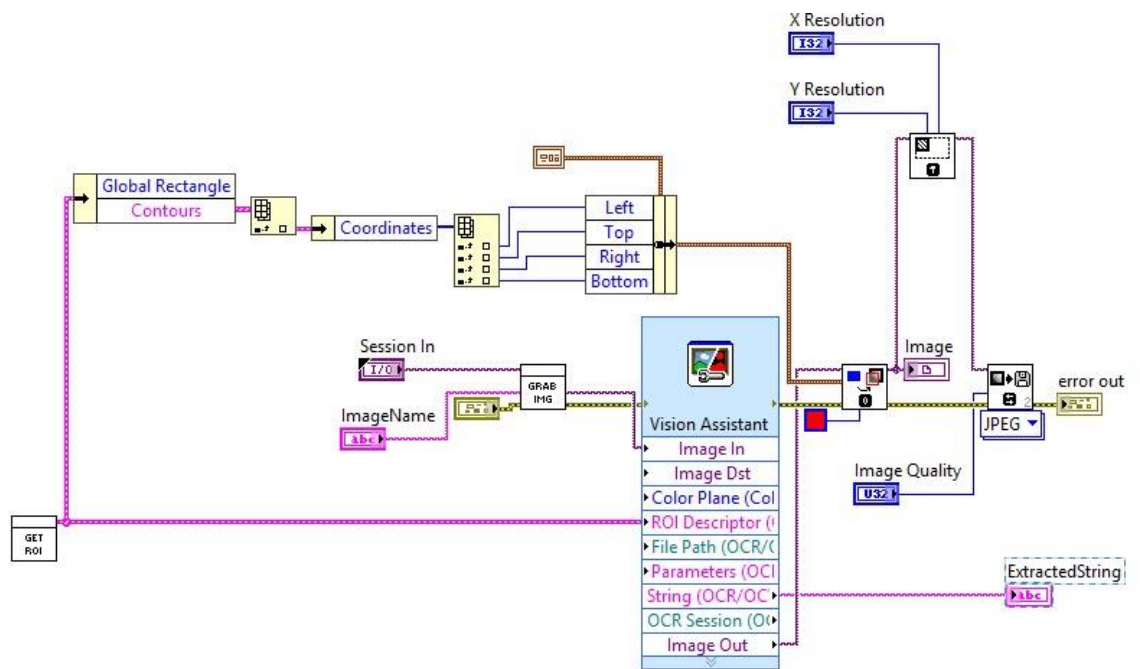 X Resolution
I32
Y Resolution
I32
Global Rectangle
Contours
Coordinates
Left
Top
Right
Bottom
Session In
I/O
GRAB
IMG
ImageName
abc
Vision Assistant
Image In
Image Dst
Color Plane (Col
ROI Descriptor (
File Path (OCR/O
Parameters (OCI
String (OCR/OC
OCR Session (O
Image Out
Image
0
2
JPEG
error out
Image Quality
U32
GET
ROI
ExtractedString
abc